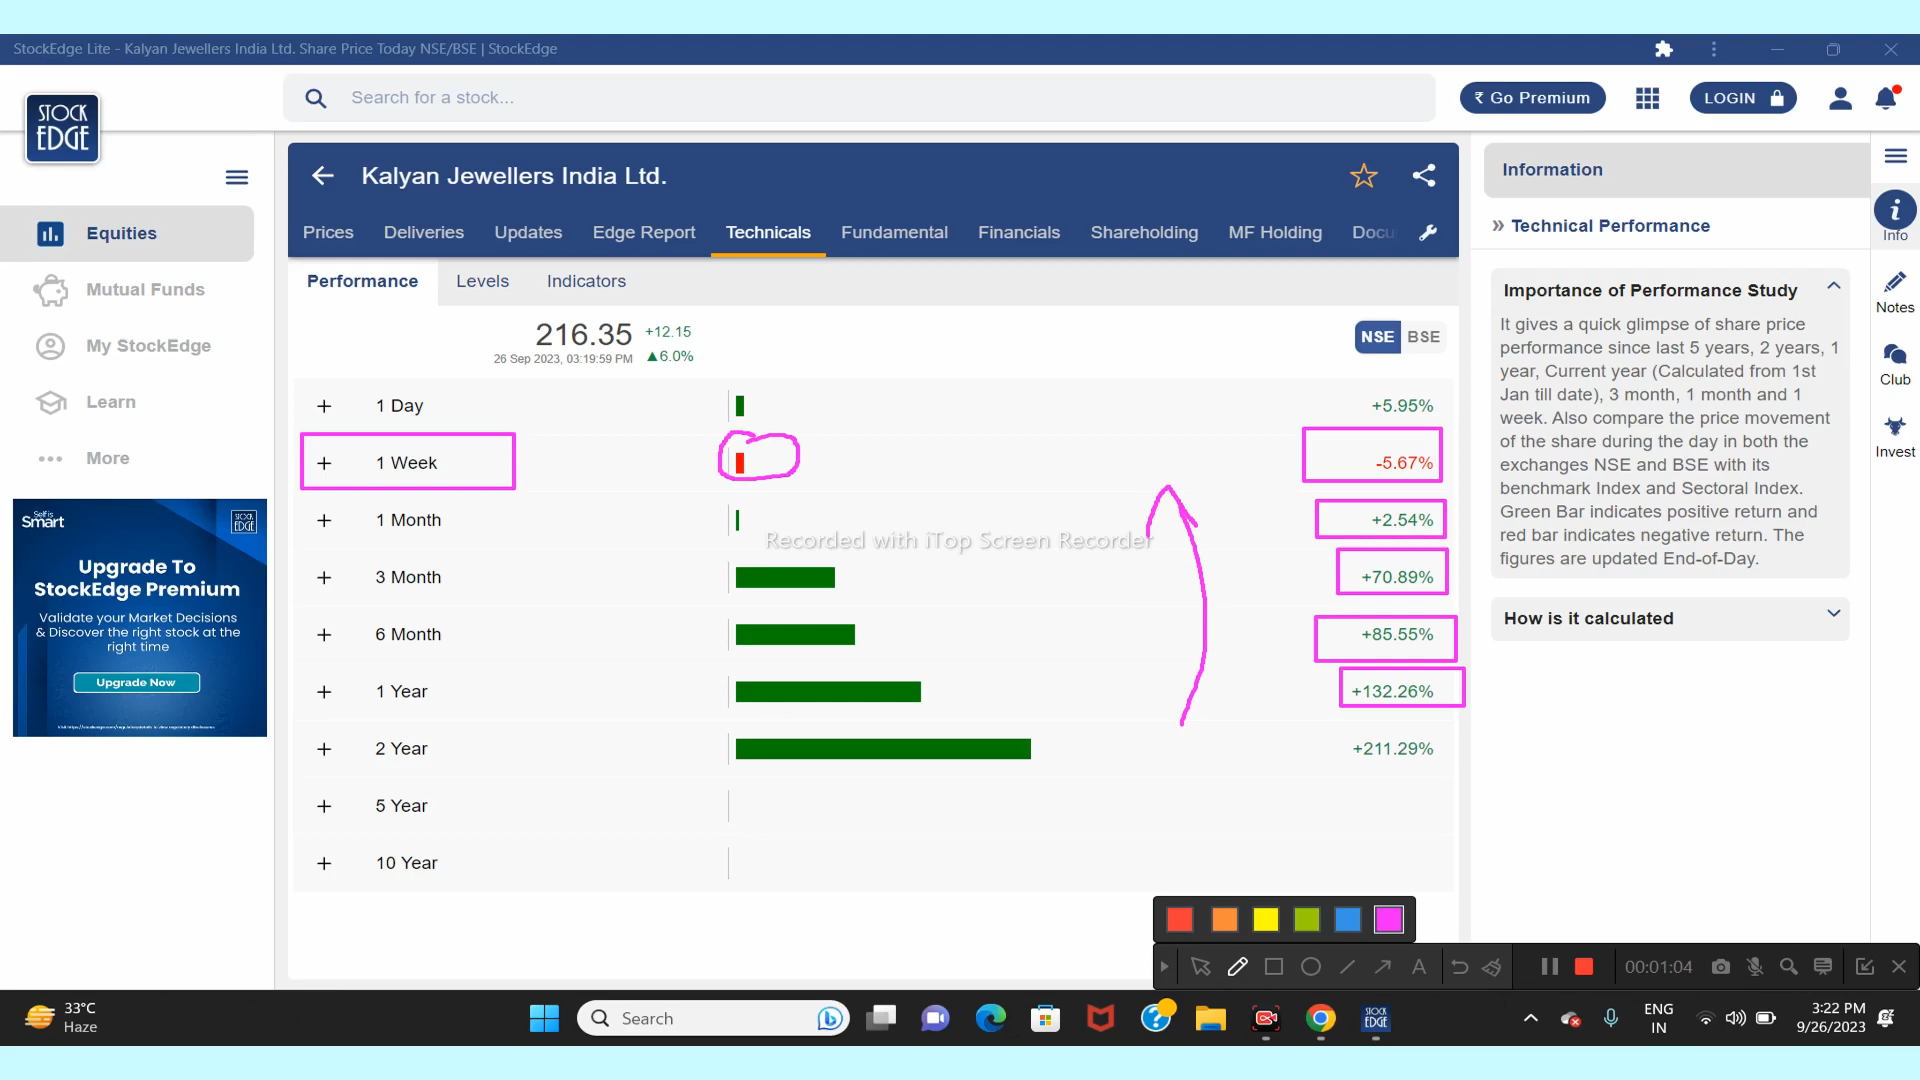 StockEdge Lite - Kalyan Jewellers India Ltd. Share Price Today NSE/BSE | StockEdge
STOCK
EDGE
Search for a stock...
₹ Go Premium
LOGIN
Equities
Mutual Funds
My StockEdge
Learn
More
Self is
Smart
STOCK
EDGE
Upgrade To
StockEdge Premium
Validate your Market Decisions
& Discover the right stock at the
right time
Upgrade Now
Kalyan Jewellers India Ltd.
Prices Deliveries Updates Edge Report Technicals Fundamental Financials Shareholding MF Holding Docu
Performance Levels Indicators
216.35 +12.15
26 Sep 2023, 03:19:59 PM ▲6.0%
NSE BSE
+ 1 Day +5.95%
+ 1 Week -5.67%
+ 1 Month +2.54%
Recorded with iTop Screen Recorder
+ 3 Month +70.89%
+ 6 Month +85.55%
+ 1 Year +132.26%
+ 2 Year +211.29%
+ 5 Year
+ 10 Year
Information
» Technical Performance
Importance of Performance Study
It gives a quick glimpse of share price
performance since last 5 years, 2 years, 1
year, Current year (Calculated from 1st
Jan till date), 3 month, 1 month and 1
week. Also compare the price movement
of the share during the day in both the
exchanges NSE and BSE with its
benchmark Index and Sectoral Index.
Green Bar indicates positive return and
red bar indicates negative return. The
figures are updated End-of-Day.
How is it calculated
Info
Notes
Club
Invest
A
00:01:04
33°C
Haze
Search
STOCK
EDGE
ENG
IN
3:22 PM
9/26/2023